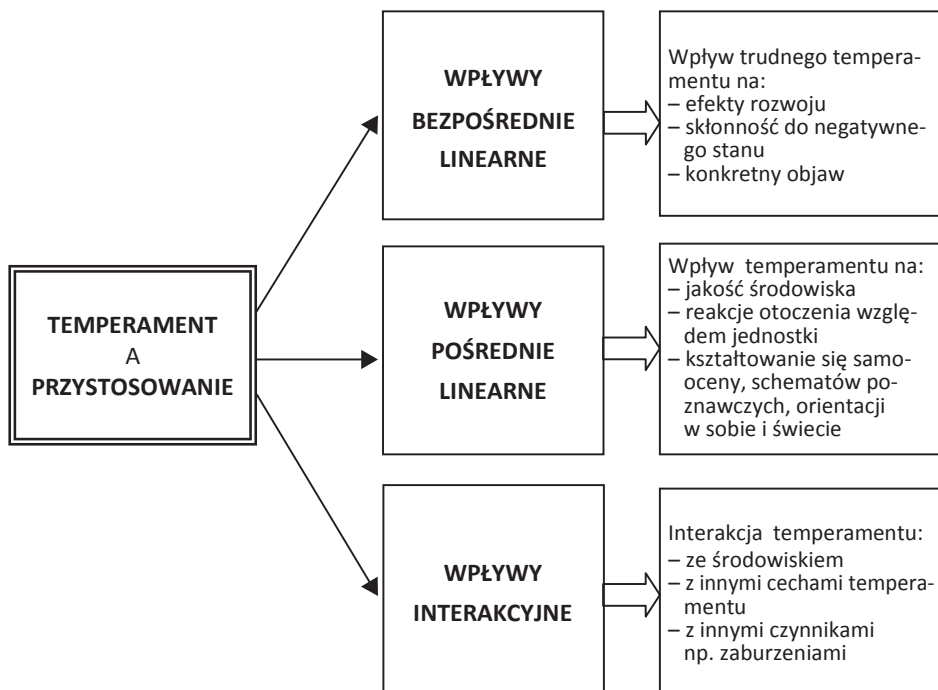 TEMPERAMENT
A
PRZYSTOSOWANIE
WPŁYWY
BEZPOŚREDNIE
LINEARNE
Wpływ trudnego tempera-
mentu na:
– efekty rozwoju
– skłonność do negatywne-
go stanu
– konkretny objaw
WPŁYWY
POŚREDNIE
LINEARNE
Wpływ temperamentu na:
– jakość środowiska
– reakcje otoczenia wzglę-
dem jednostki
– kształtowanie się samo-
oceny, schematów po-
znawczych, orientacji
w sobie i świecie
WPŁYWY
INTERAKCYJNE
Interakcja temperamentu:
– ze środowiskiem
– z innymi cechami tempera-
mentu
– z innymi czynnikami
np. zaburzeniami